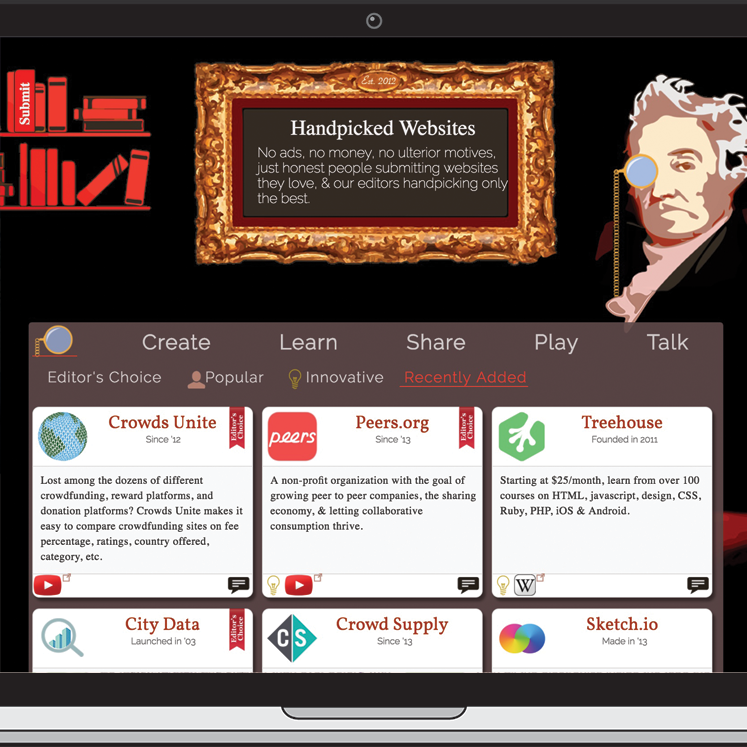 Submit
Est. 2012
Handpicked Websites
No ads, no money, no ulterior motives,
just honest people submitting websites
they love, & our editors handpicking only
the best.
Create Learn Share Play Talk
Editor's Choice Popular Innovative Recently Added
Crowds Unite
Since '12
Editor's Choice
Lost among the dozens of different
crowdfunding, reward platforms, and
donation platforms? Crowds Unite makes it
easy to compare crowdfunding sites on fee
percentage, ratings, country offered,
category, etc.
peers
Peers.org
Since '13
Editor's Choice
A non-profit organization with the goal of
growing peer to peer companies, the sharing
economy, & letting collaborative
consumption thrive.
Treehouse
Founded in 2011
Starting at $25/month, learn from over 100
courses on HTML, javascript, design, CSS,
Ruby, PHP, iOS & Android.
W
City Data
Launched in '03
Editor's Choice
CS
Crowd Supply
Since '13
Sketch.io
Made in '13